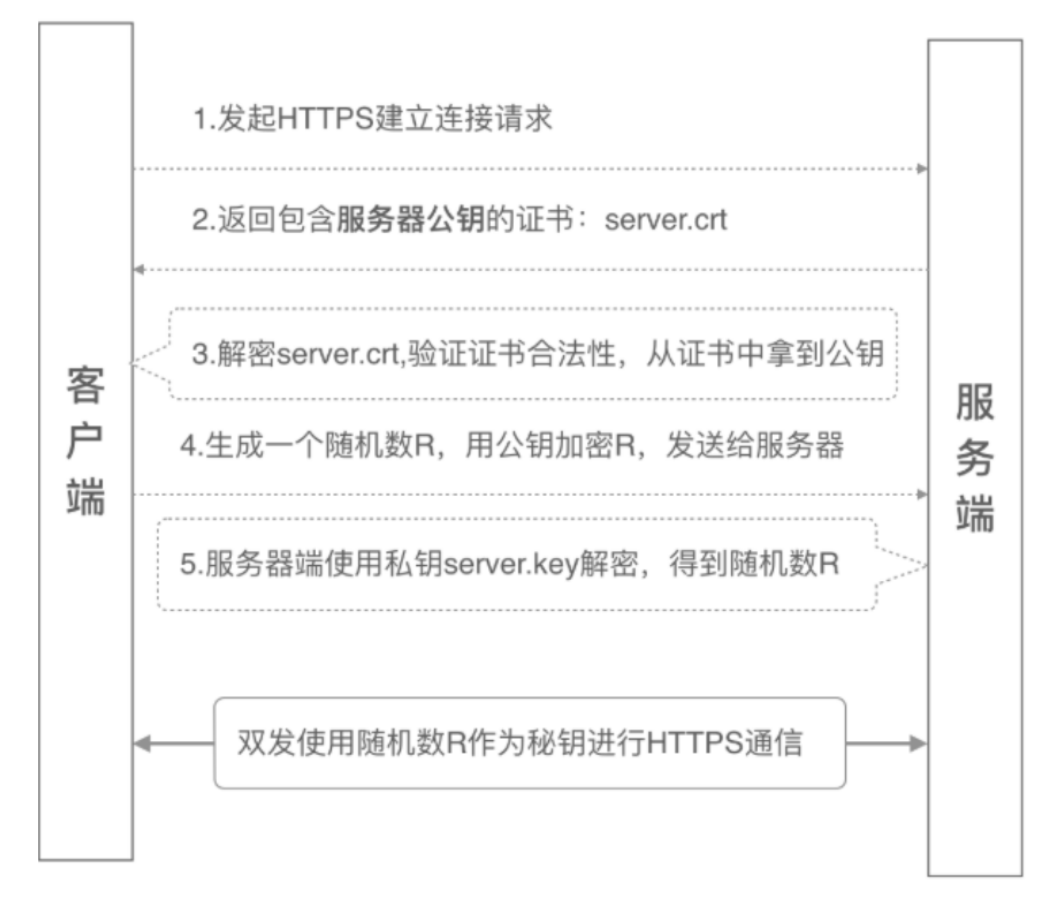 1.发起HTTPS建立连接请求
2.返回包含服务器公钥的证书：server.crt
3.解密server.crt,验证证书合法性，从证书中拿到公钥
客户端
服务端
4.生成一个随机数R，用公钥加密R，发送给服务器
5.服务器端使用私钥server.key解密，得到随机数R
双发使用随机数R作为秘钥进行HTTPS通信